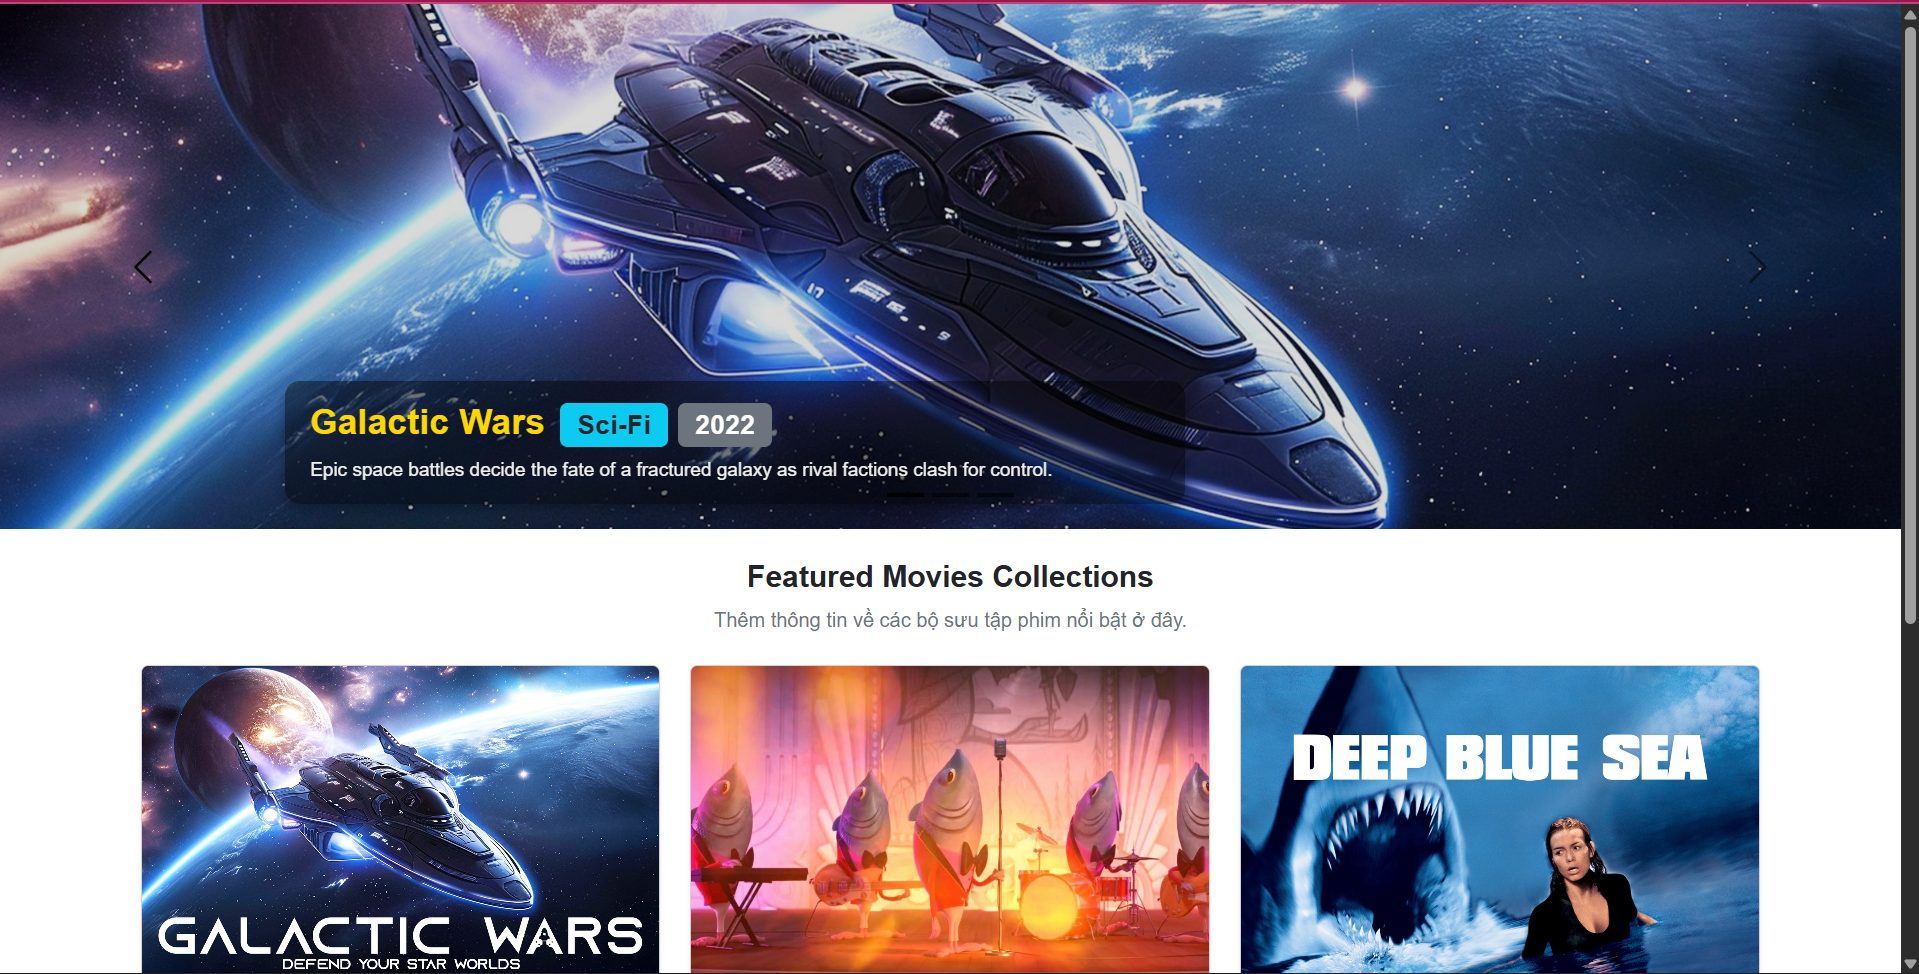 Galactic Wars Sci-Fi 2022
Epic space battles decide the fate of a fractured galaxy as rival factions clash for control.
Featured Movies Collections
Thêm thông tin về các bộ sưu tập phim nổi bật ở đây.
GALACTIC WARS
DEFEND YOUR STAR WORLDS
DEEP BLUE SEA